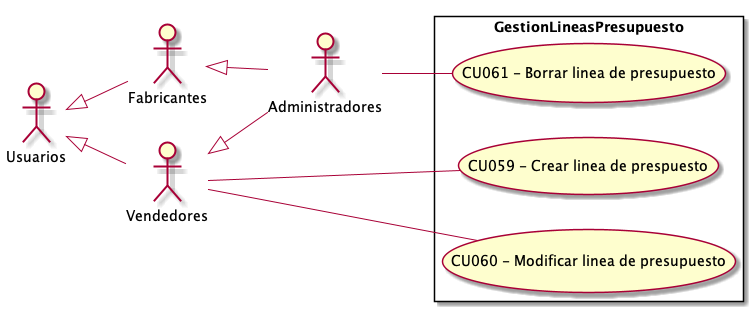 GestionLineasPresupuesto
CU061 – Borrar linea de presupuesto
Fabricantes
Administradores
Usuarios
CU059 – Crear linea de prespuesto
Vendedores
CU060 – Modificar linea de presupuesto